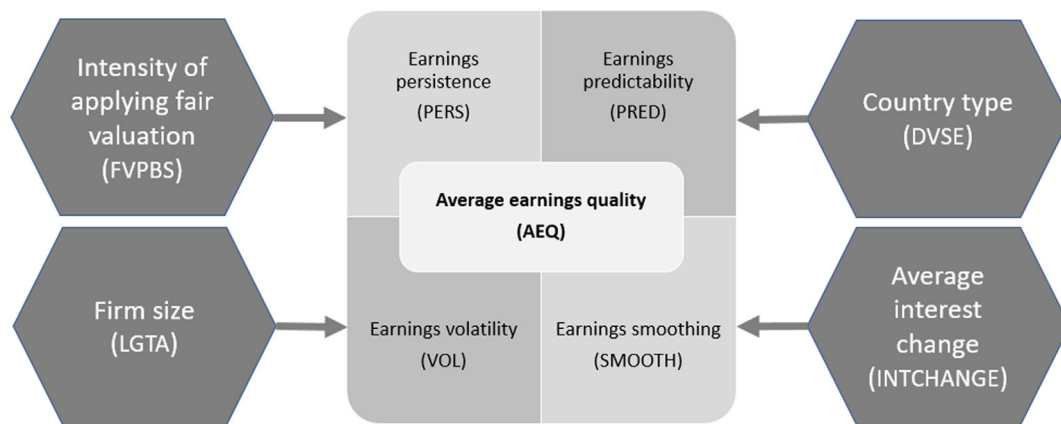 Intensity of
applying fair
valuation
(FVPBS)
Earnings
persistence
(PERS)
Earnings
predictability
(PRED)
Country type
(DVSE)
Average earnings quality
(AEQ)
Firm size
(LGTA)
Earnings volatility
(VOL)
Earnings smoothing
(SMOOTH)
Average
interest
change
(INTCHANGE)